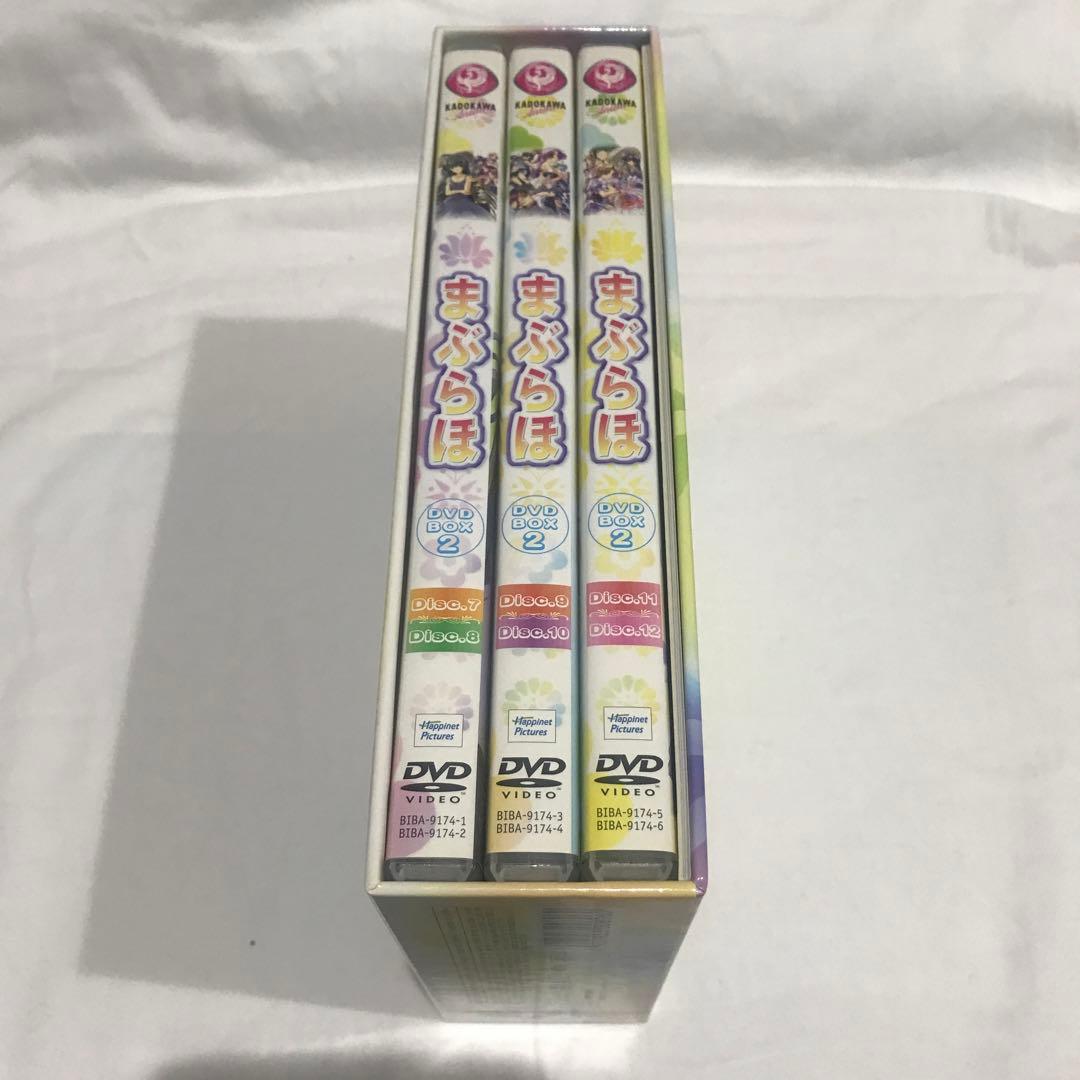 KADOKAWA
まぶらほ
DVD
BOX
2
Disc.7
Disc.8
Happinet
Pictures
DVD
VIDEO
BIBA-9174-1
BIBA-9174-2
KADOKAWA
まぶらほ
DVD
BOX
2
Disc.9
Disc.10
Happinet
Pictures
DVD
VIDEO
BIBA-9174-3
BIBA-9174-4
KADOKAWA
まぶらほ
DVD
BOX
2
Disc.11
Disc.12
Happinet
Pictures
DVD
VIDEO
BIBA-9174-5
BIBA-9174-6